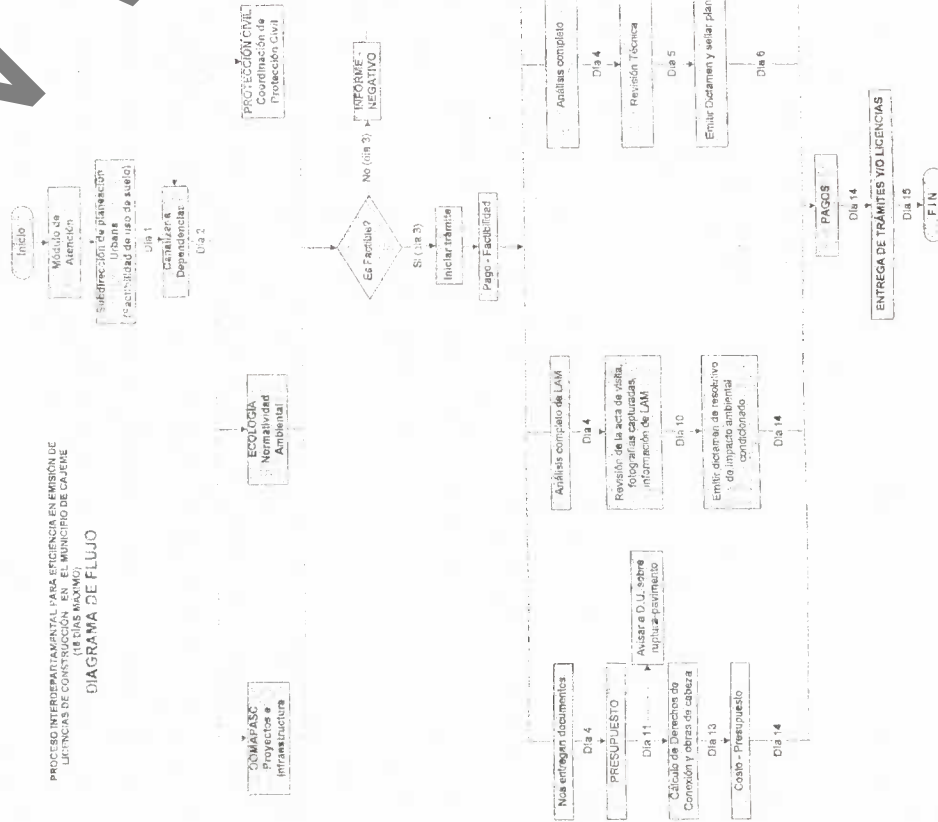 PROCESO INTERDEPARTAMENTAL PARA EFICIENCIA EN EMISIÓN DE
LICENCIAS DE CONSTRUCCIÓN EN EL MUNICIPIO DE CAJEME
DIAGRAMA DE FLUJO
Inicio
Módulo de
Atención
Subdirección de planeación
Urbana
(Factibilidad de uso de suelo)
Día 1
Canalizar a
Dependencias
Día 2
OOMAPASC
Proyectos e
Infraestructura
ECOLOGÍA
Normatividad
Ambiental
PROTECCIÓN CIVIL
Coordinación de
Protección Civil
Es Factible?
No (día 3)
INFORME -
NEGATIVO
Si (día 3)
Iniciar trámite
Pago - Factibilidad
Nos entregan documentos
Día 4
PRESUPUESTO
Día 11
Avisar a D.U. sobre
ruptura-pavimento
Cálculo de Derechos de
Conexión y obras de cabeza
Día 13
Costo - Presupuesto
Día 14
Análisis completo de LAM
Día 4
Revisión de la acta de visita,
fotografías capturadas,
información de LAM
Día 10
Emitir dictamen de resolutivo
de impacto ambiental
condicionado
Día 14
Análisis completo
Día 4
Revisión Técnica
Día 5
Emitir Dictamen y sellar plan
Día 6
PAGOS
Día 14
ENTREGA DE TRÁMITES Y/O LICENCIAS
Día 15
FIN